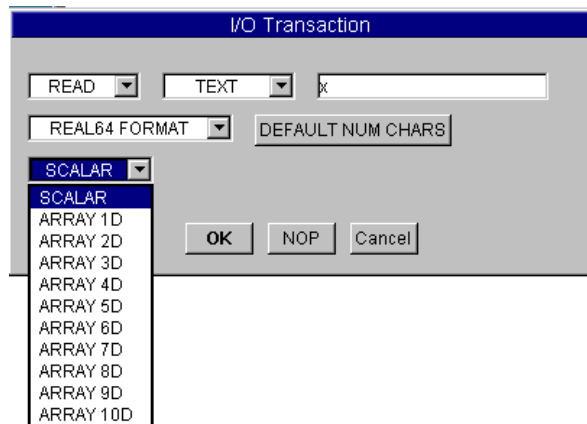 I/O Transaction
READ TEXT x
REAL64 FORMAT DEFAULT NUM CHARS
SCALAR
SCALAR
ARRAY 1D
ARRAY 2D
ARRAY 3D
ARRAY 4D
ARRAY 5D
ARRAY 6D
ARRAY 7D
ARRAY 8D
ARRAY 9D
ARRAY 10D
OK NOP Cancel